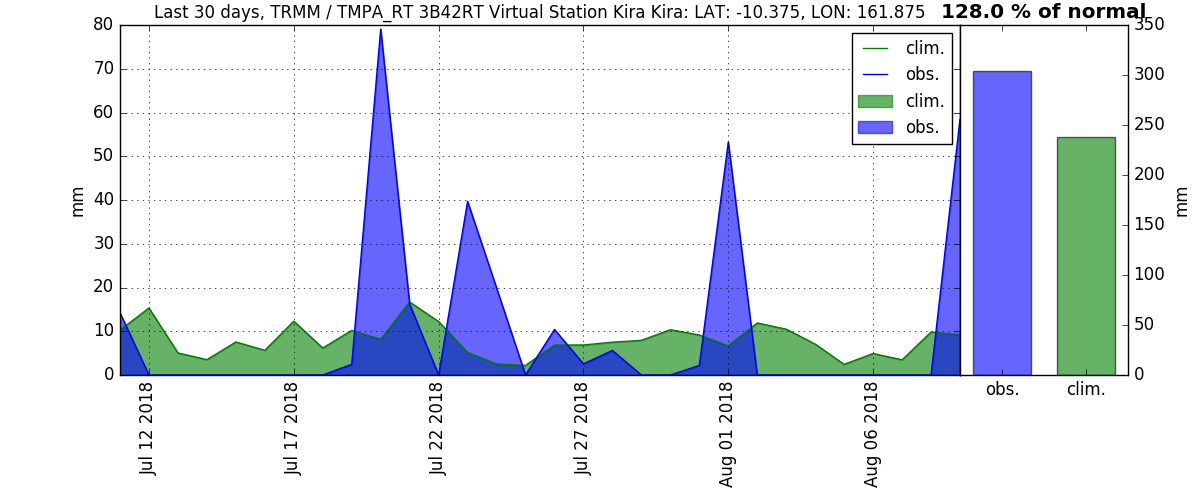 Last 30 days, TRMM / TMPA_RT 3B42RT Virtual Station Kira Kira: LAT: -10.375, LON: 161.875
128.0 % of normal
80
70
60
50
40
30
20
10
0
mm
Jul 12 2018
Jul 17 2018
Jul 22 2018
Jul 27 2018
Aug 01 2018
Aug 06 2018
clim.
obs.
clim.
obs.
350
300
250
200
150
100
50
0
mm
obs.
clim.